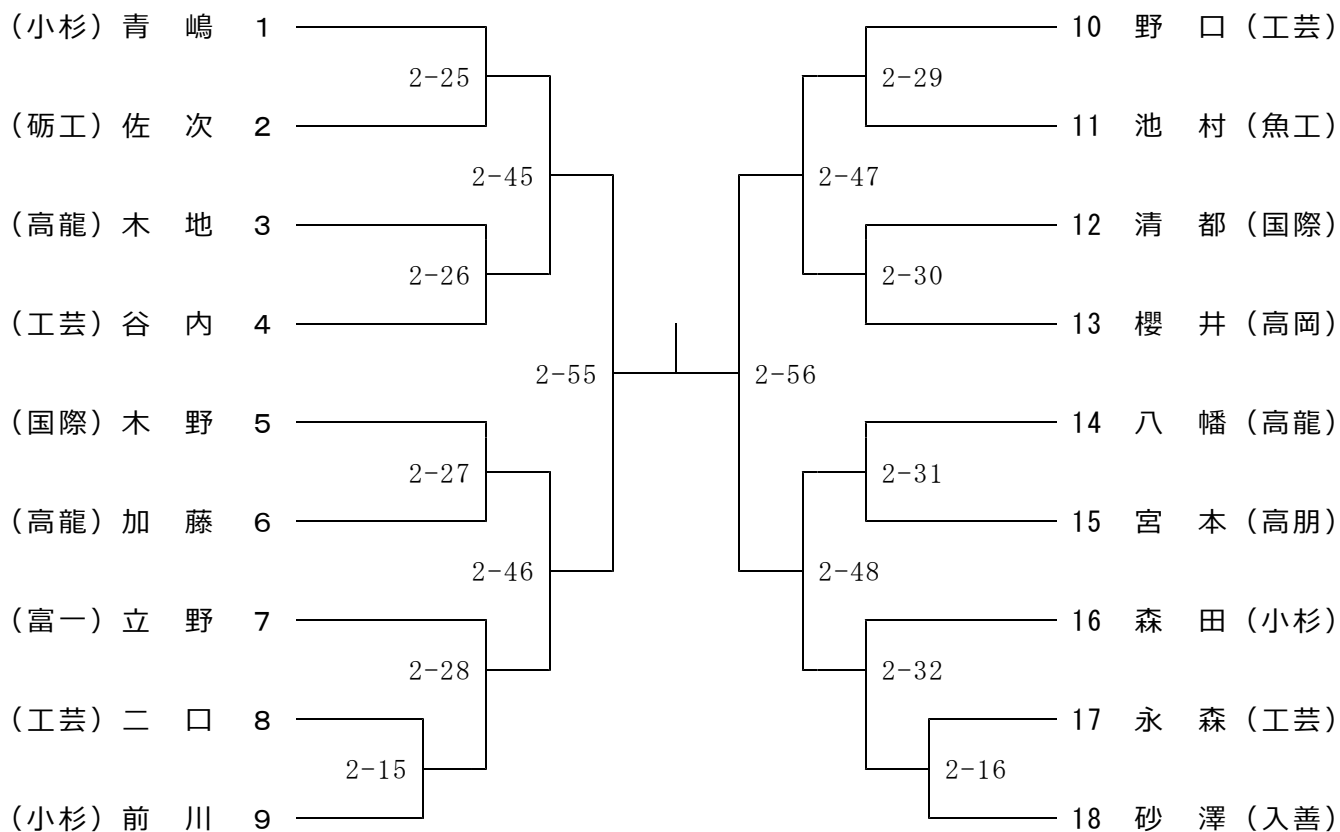 (小杉) 青 嶋 1
10 野 口 (工芸)
2-25
2-29
(砺工) 佐 次 2
11 池 村 (魚工)
2-45
2-47
(高龍) 木 地 3
12 清 都 (国際)
2-26
2-30
(工芸) 谷 内 4
13 櫻 井 (高岡)
2-55
2-56
(国際) 木 野 5
14 八 幡 (高龍)
2-27
2-31
(高龍) 加 藤 6
15 宮 本 (高朋)
2-46
2-48
(富一) 立 野 7
16 森 田 (小杉)
2-28
2-32
(工芸) 二 口 8
17 永 森 (工芸)
2-15
2-16
(小杉) 前 川 9
18 砂 澤 (入善)